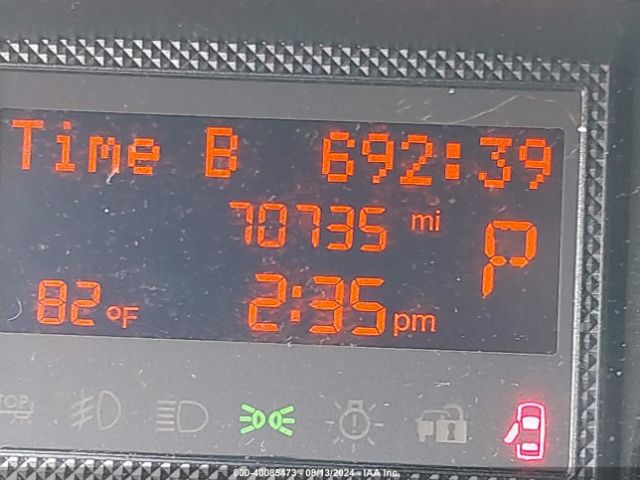 Time B 692:39
70735 mi
P
82 °F 2:35 pm
000-40085473 - 08/13/2024 - IAA Inc.